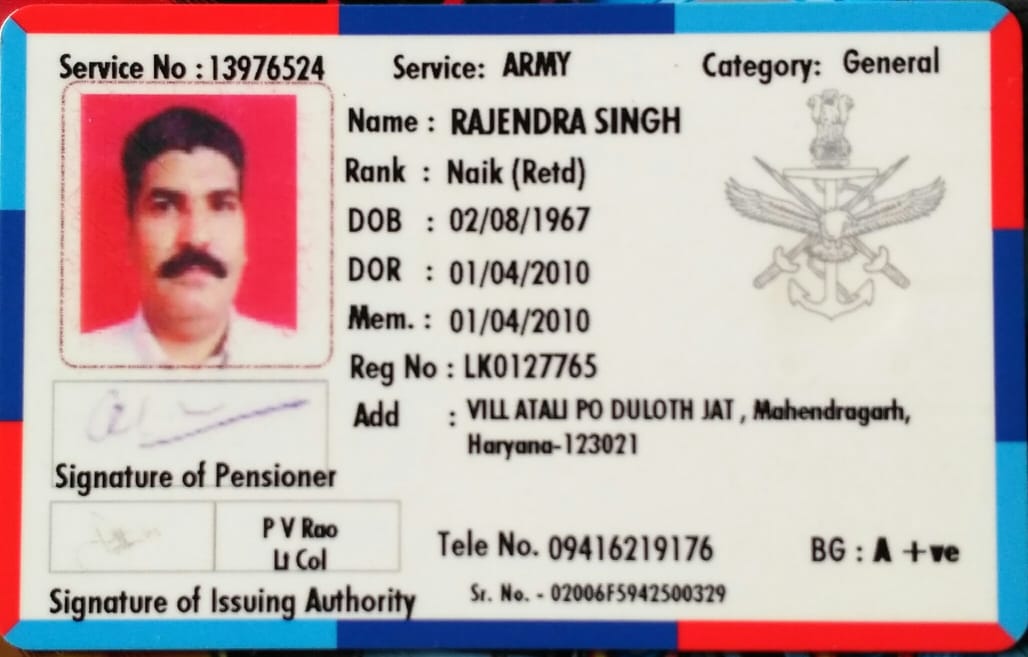 Service No : 13976524 Service: ARMY Category: General
Name : RAJENDRA SINGH
Rank : Naik (Retd)
DOB : 02/08/1967
DOR : 01/04/2010
Mem. : 01/04/2010
Reg No : LK0127765
Add : VILL ATALI PO DULOTH JAT , Mahendragarh,
Haryana-123021
Signature of Pensioner
P V Rao
Lt Col
Tele No. 09416219176 BG : A +ve
Signature of Issuing Authority
Sr. No. - 02006F5942500329